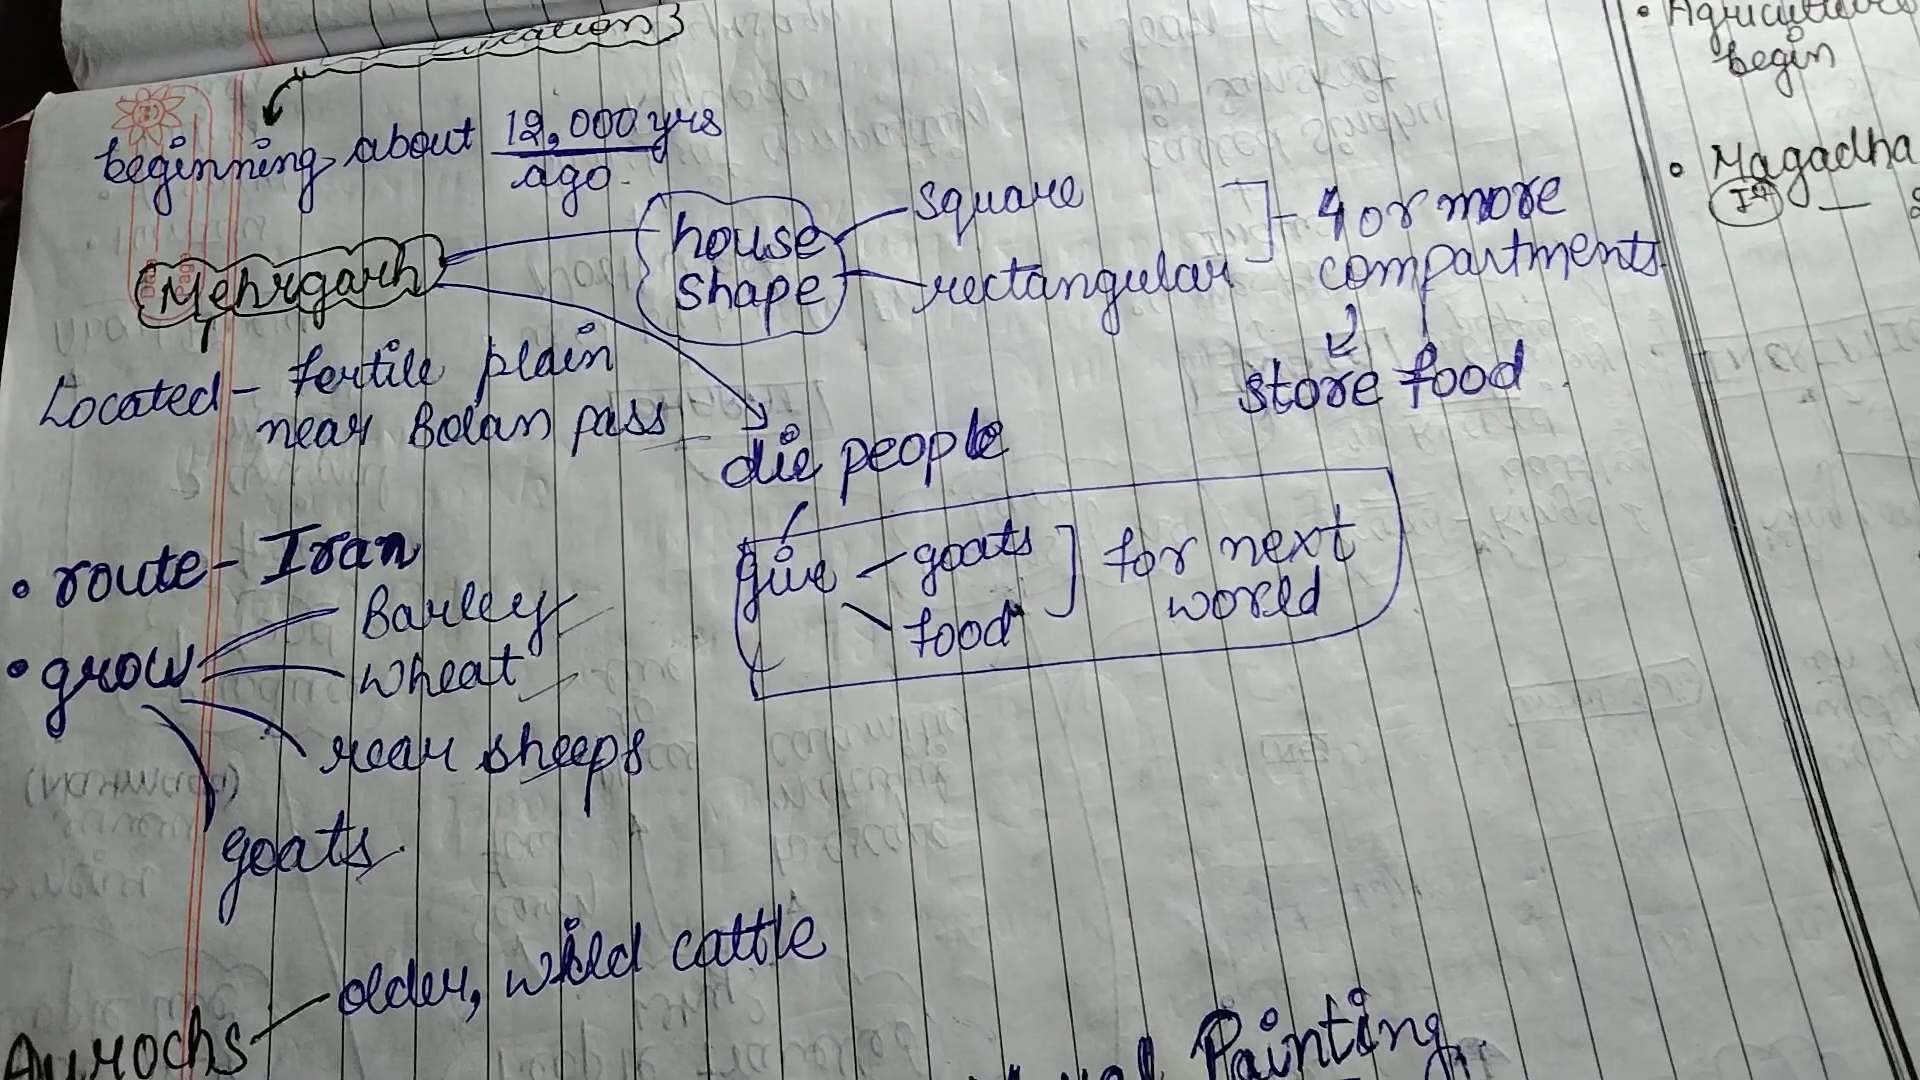 beginning about 12,000 yrs
ago.
Mehrgarh
house
shape
square
rectangular
4 or more
compartments.
store food.
Located - fertile plain
near Bolan pass
die people
give - goats
food
for next
world
• route - Iran
• grow
Barley
wheat
rear sheeps
goats.
Aurochs - older, wild cattle
Painting
• Agriculture
begin
• Magadha